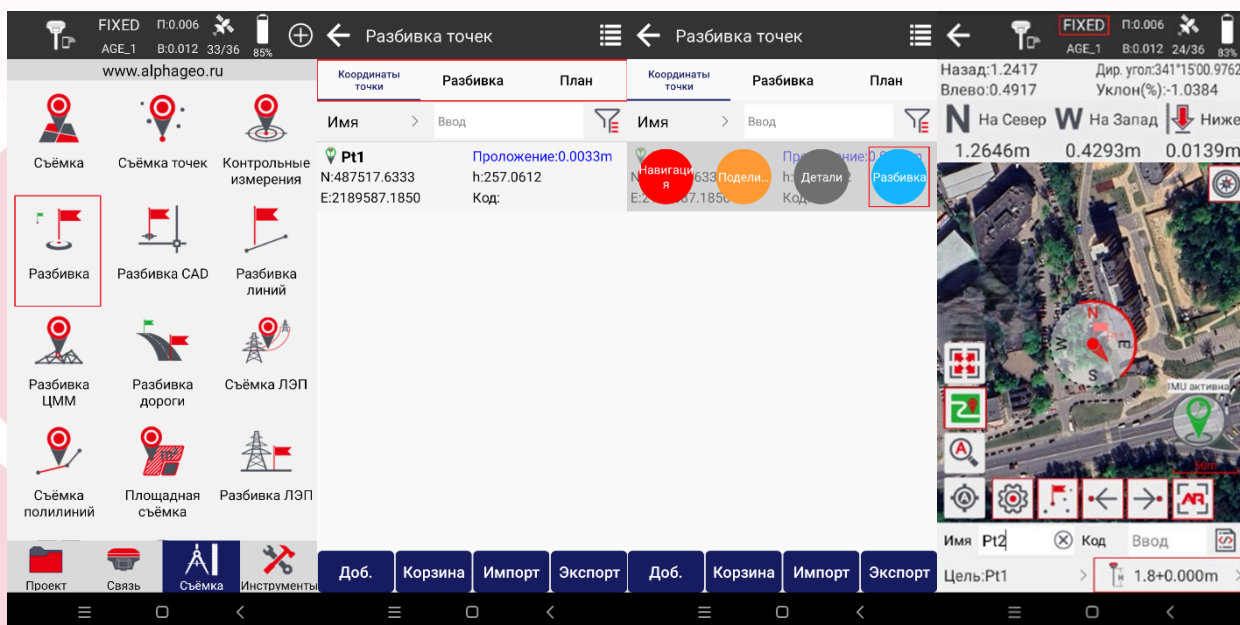 FIXED П:0.006
AGE_1 B:0.012 33/36 85%
www.alphageo.ru
Съёмка
Съёмка точек
Контрольные
измерения
Разбивка
Разбивка CAD
Разбивка
линий
Разбивка
ЦММ
Разбивка
дороги
Съёмка ЛЭП
m²
Съёмка
полилиний
Площадная
съёмка
Разбивка ЛЭП
Проект
Связь
Съёмка
Инструменты
Разбивка точек
Координаты
точки
Разбивка
План
Имя > Ввод
Pt1 Проложение:0.0033m
N:487517.6333 h:257.0612
E:2189587.1850 Код:
Доб. Корзина Импорт Экспорт
Разбивка точек
Координаты
точки
Разбивка
План
Имя > Ввод
Навигаци
я
Подели...
Детали
Разбивка
Доб. Корзина Импорт Экспорт
FIXED П:0.006
AGE_1 B:0.012 24/36 83%
Назад:1.2417 Дир. угол:341°15'00.9762
Влево:0.4917 Уклон(%):-1.0384
N На Север W На Запад Ниже
1.2646m 0.4293m 0.0139m
N
W
E
S
IMU активна
50m
A
A
AR
Имя Pt2 Код Ввод
Цель:Pt1 > H 1.8+0.000m >